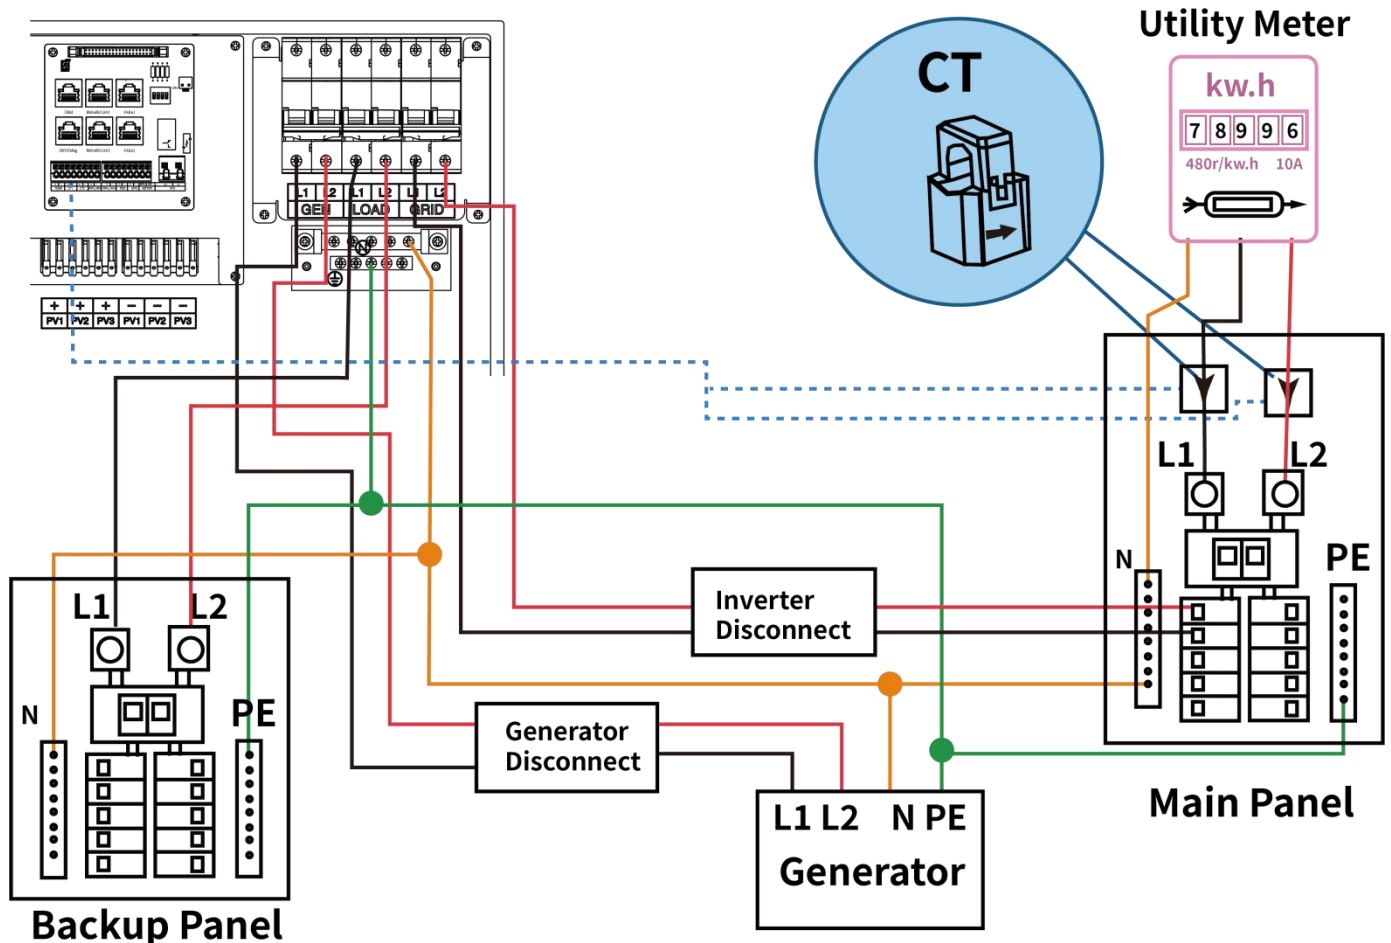 Utility Meter
CT
kw.h
7 8 9 9 6
480r/kw.h 10A
L1 L2 L1 L2 L1 L2
GEN LOAD GRID
N
+ + + − − −
PV1 PV2 PV3 PV1 PV2 PV3
L1 L2
N
PE
Inverter
Disconnect
L1 L2
N
PE
Generator
Disconnect
Main Panel
L1 L2 N PE
Generator
Backup Panel